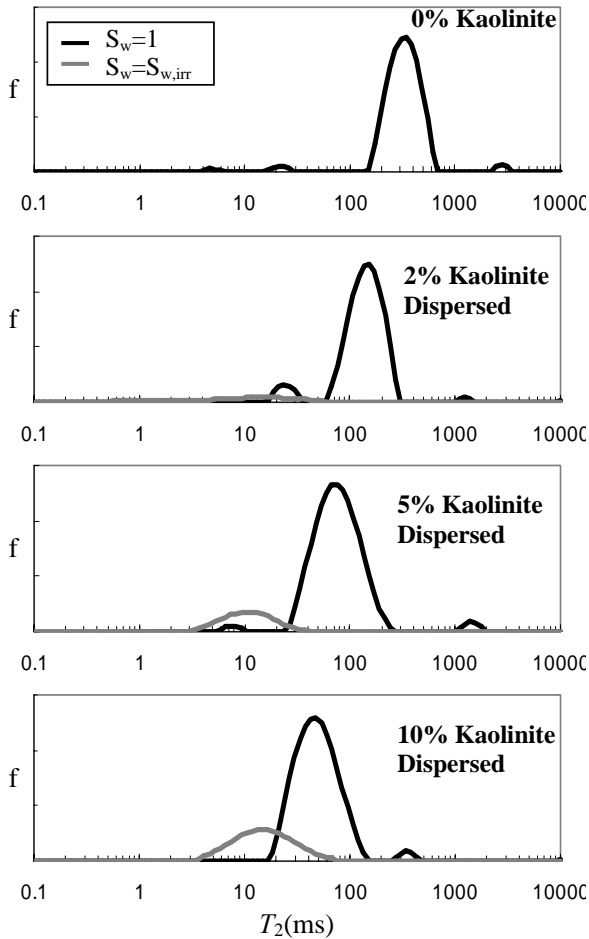 0% Kaolinite
S_w=1
S_w=S_w,irr
f
0.1 1 10 100 1000 10000
2% Kaolinite
Dispersed
f
0.1 1 10 100 1000 10000
5% Kaolinite
Dispersed
f
0.1 1 10 100 1000 10000
10% Kaolinite
Dispersed
f
0.1 1 10 100 1000 10000
T_2(ms)